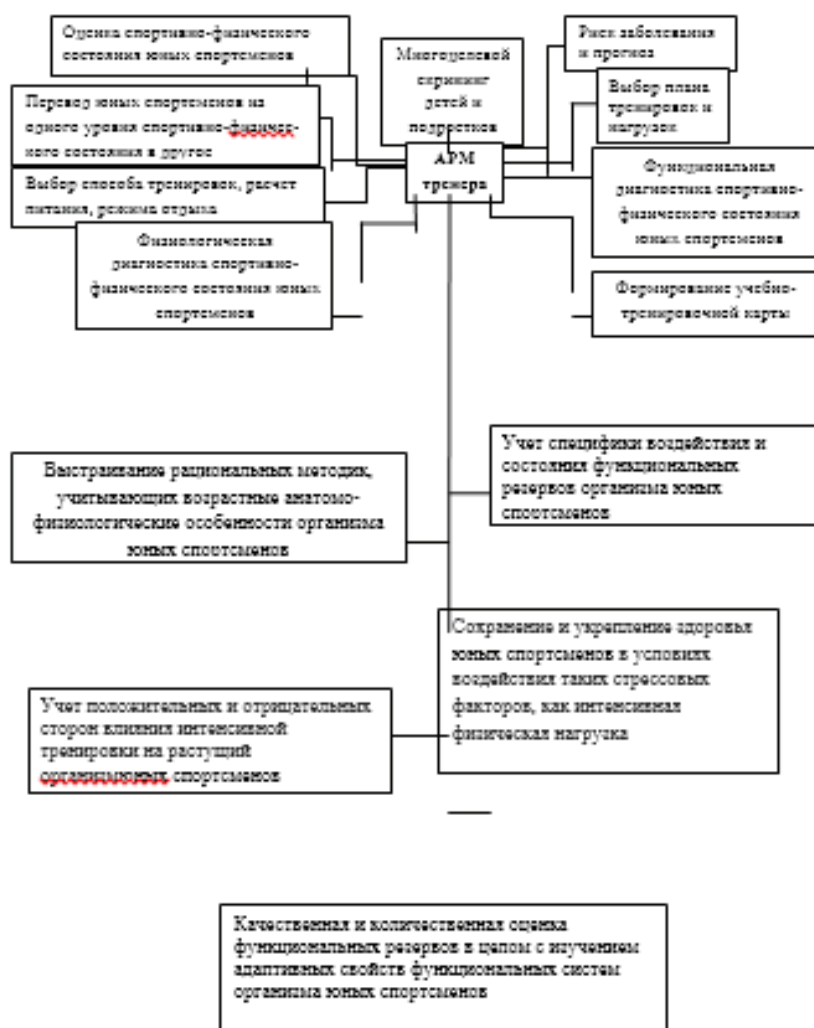 Оценка спортивно-физического
состояния юных спортсменов
Многоцелевой
скрининг
детей и
подростков
Риск заболевания
и прогноз
Перевод юных спортсменов из
одного уровня спортивно-физичес-
кого состояния в другое
Выбор плана
тренировок и
нагрузок
АРМ
тренера
Выбор способа тренировок, расчет
питания, режима отдыха
Функциональная
диагностика спортивно-
физического состояния
юных спортсменов
Физиологическая
диагностика спортивно-
физического состояния юных
спортсменов
Формирование учебно-
тренировочной карты
Выстраивание рациональных методик,
учитывающих возрастные анатомо-
физиологические особенности организма
юных спортсменов
Учет специфики воздействия и
состояния функциональных
резервов организма юных
спортсменов
Сохранение и укрепление здоровья
юных спортсменов в условиях
воздействия таких стрессовых
факторов, как интенсивная
физическая нагрузка
Учет положительных и отрицательных
сторон влияния интенсивной
тренировки на растущий
организмюных спортсменов
Качественная и количественная оценка
функциональных резервов в целом с изучением
адаптивных свойств функциональных систем
организма юных спортсменов